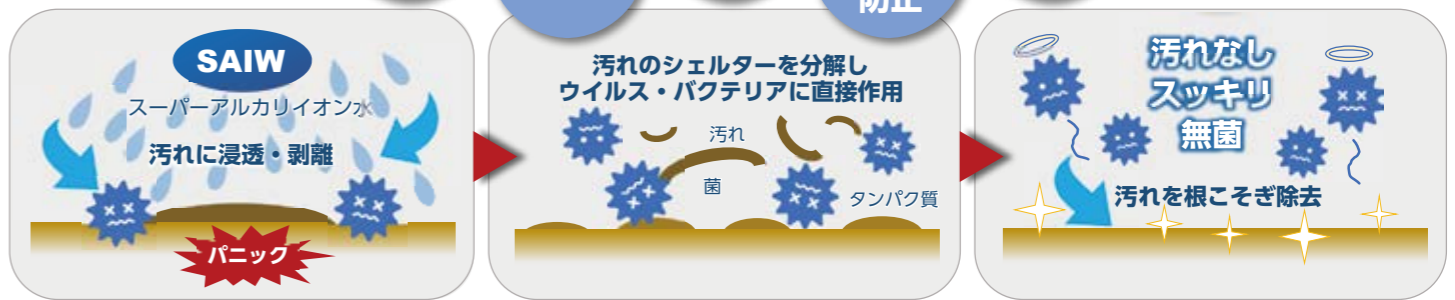 防止
SAIW
スーパーアルカリイオン水
汚れに浸透・剥離
パニック
汚れのシェルターを分解し
ウイルス・バクテリアに直接作用
汚れ
菌
タンパク質
汚れなし
スッキリ
無菌
汚れを根こそぎ除去